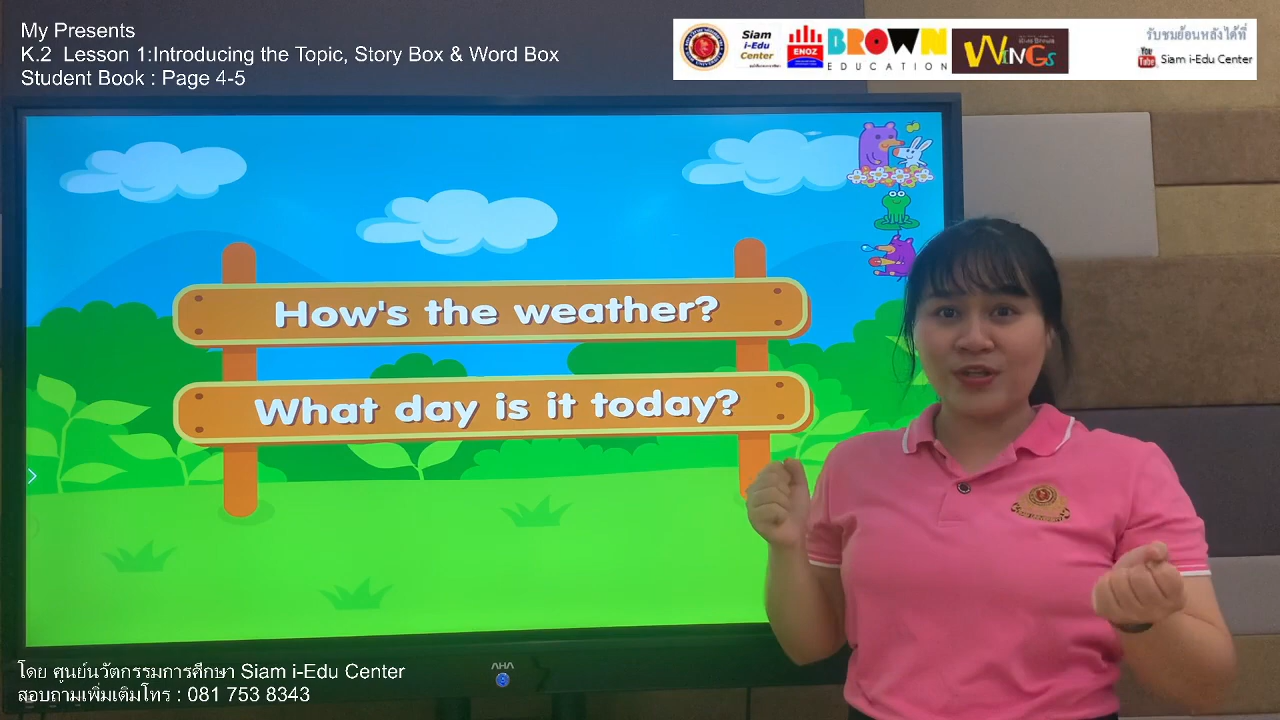 My Presents
K.2_Lesson 1:Introducing the Topic, Story Box & Word Box
Student Book : Page 4-5
Siam
i-Edu
Center
ENOZ
BROWN
EDUCATION
WINGS
รับชมย้อนหลังได้ที่
You
Tube
Siam i-Edu Center
How's the weather?
What day is it today?
โดย ศูนย์นวัตกรรมการศึกษา Siam i-Edu Center
สอบถามเพิ่มเติมโทร : 081 753 8343